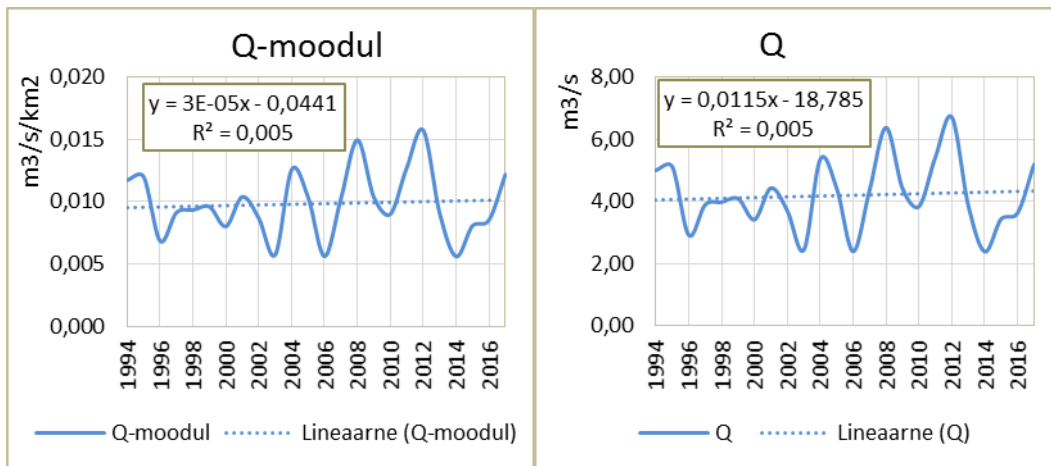 Q-moodul
m3/s/km2
0,020
0,015
0,010
0,005
0,000
y = 3E-05x - 0,0441
R² = 0,005
1994
1996
1998
2000
2002
2004
2006
2008
2010
2012
2014
2016
Q-moodul
Lineaarne (Q-moodul)
Q
m3/s
8,00
6,00
4,00
2,00
0,00
y = 0,0115x - 18,785
R² = 0,005
1994
1996
1998
2000
2002
2004
2006
2008
2010
2012
2014
2016
Q
Lineaarne (Q)